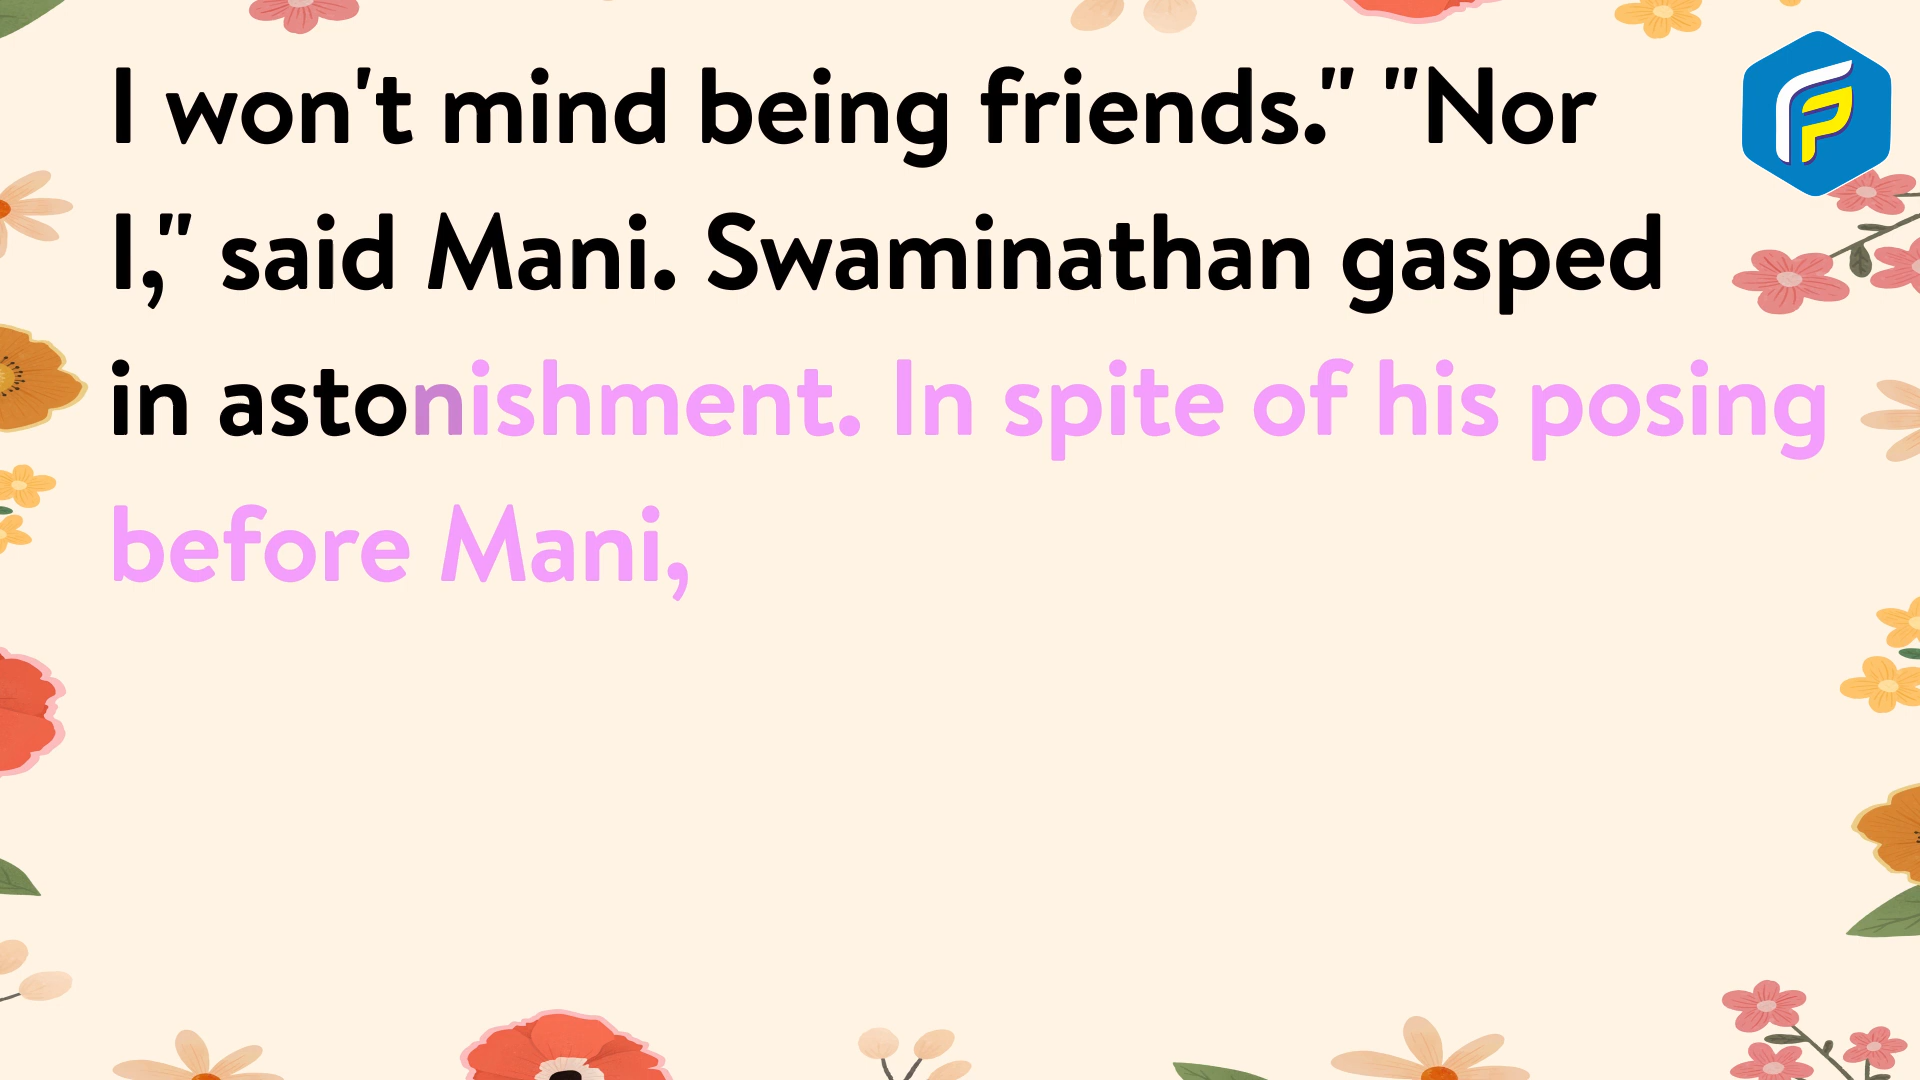 I won't mind being friends." "Nor
I," said Mani. Swaminathan gasped
in astonishment. In spite of his posing
before Mani,